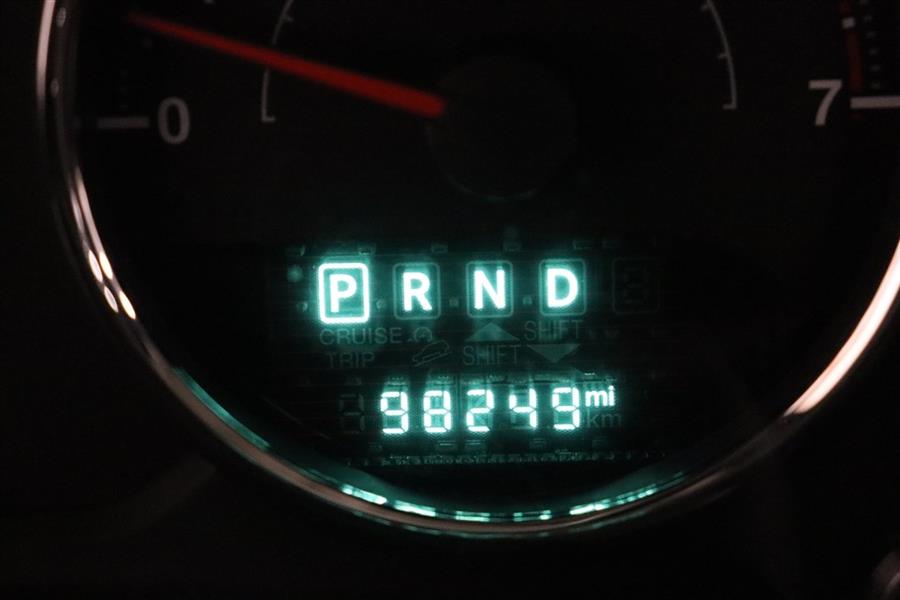 0 7
P R N D
CRUISE SHIFT
TRIP SHIFT
98249 mi
km